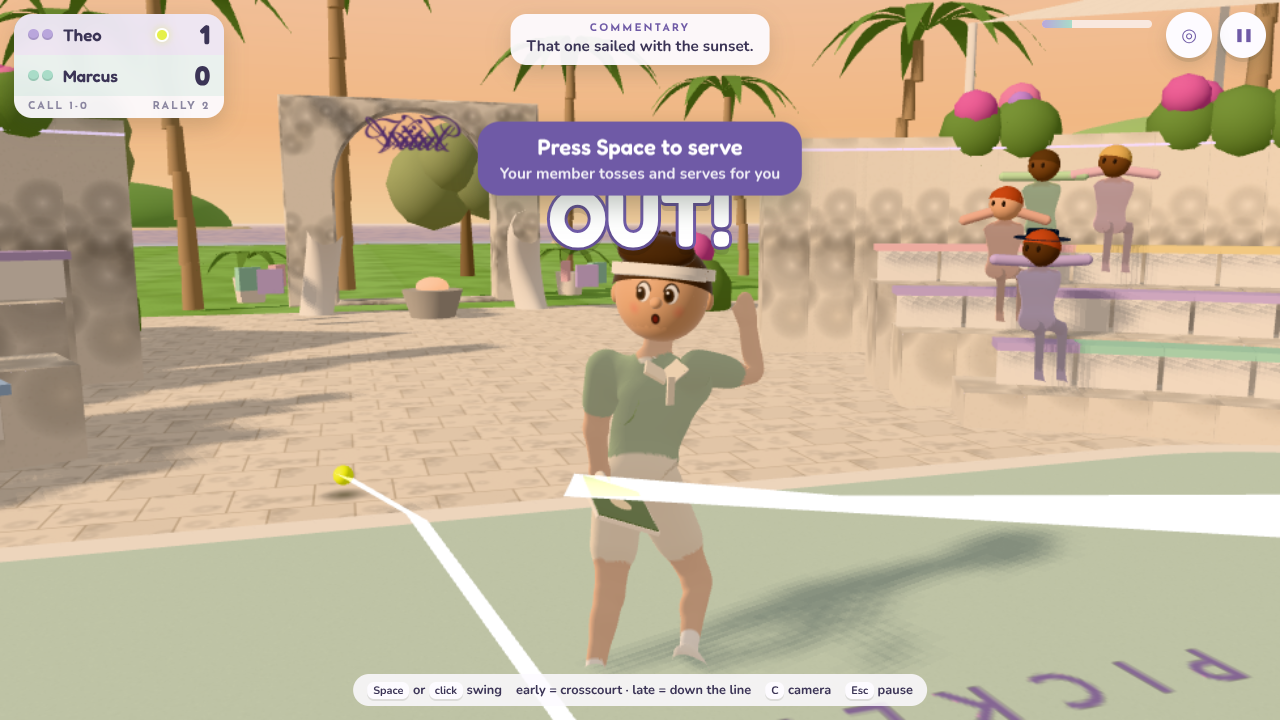 Theo 1
Marcus 0
CALL 1-0 RALLY 2
COMMENTARY
That one sailed with the sunset.
Press Space to serve
Your member tosses and serves for you
OUT!
Space or click swing early = crosscourt · late = down the line C camera Esc pause